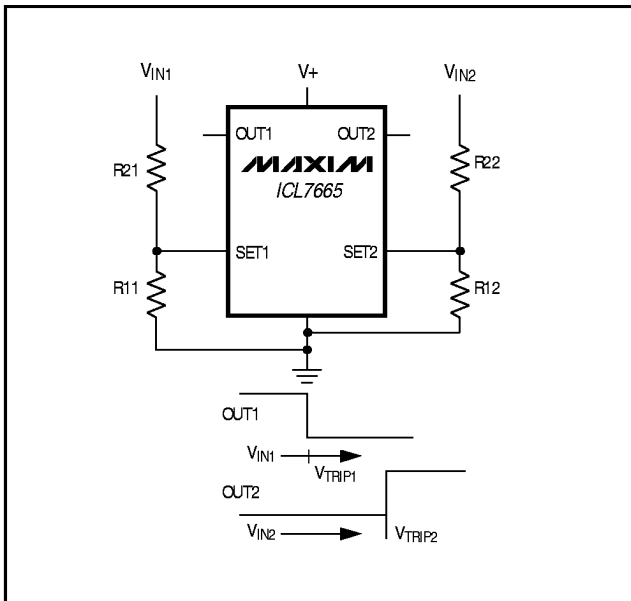 VIN1 V+ VIN2
OUT1 OUT2
R21 MAXIM R22
ICL7665
SET1 SET2
R11 R12
OUT1
VIN1 VTRIP1
OUT2
VIN2 VTRIP2